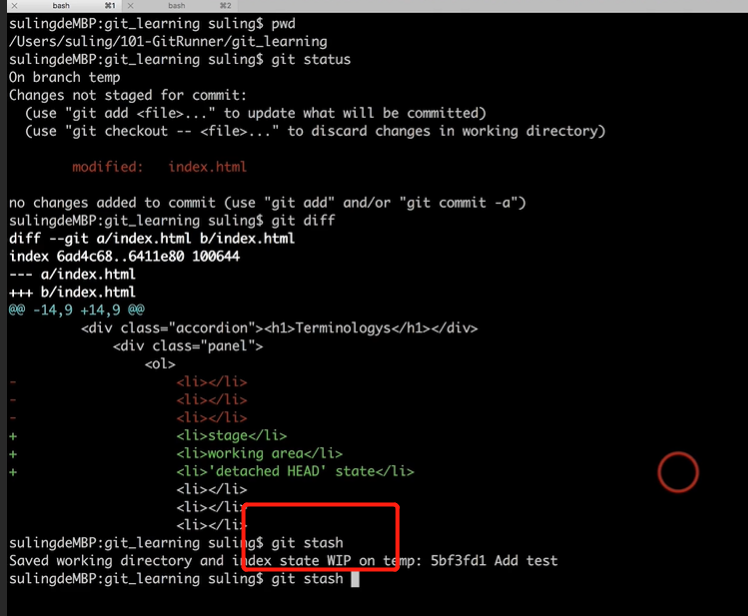 bash ⌘1 bash ⌘2
sulingdeMBP:git_learning suling$ pwd
/Users/suling/101-GitRunner/git_learning
sulingdeMBP:git_learning suling$ git status
On branch temp
Changes not staged for commit:
  (use "git add <file>..." to update what will be committed)
  (use "git checkout -- <file>..." to discard changes in working directory)

        modified:   index.html

no changes added to commit (use "git add" and/or "git commit -a")
sulingdeMBP:git_learning suling$ git diff
diff --git a/index.html b/index.html
index 6ad4c68..6411e80 100644
--- a/index.html
+++ b/index.html
@@ -14,9 +14,9 @@
         <div class="accordion"><h1>Terminologys</h1></div>
             <div class="panel">
                 <ol>
-                    <li></li>
-                    <li></li>
-                    <li></li>
+                    <li>stage</li>
+                    <li>working area</li>
+                    <li>'detached HEAD' state</li>
                     <li></li>
                     <li></li>
                     <li></li>
sulingdeMBP:git_learning suling$ git stash
Saved working directory and index state WIP on temp: 5bf3fd1 Add test
sulingdeMBP:git_learning suling$ git stash